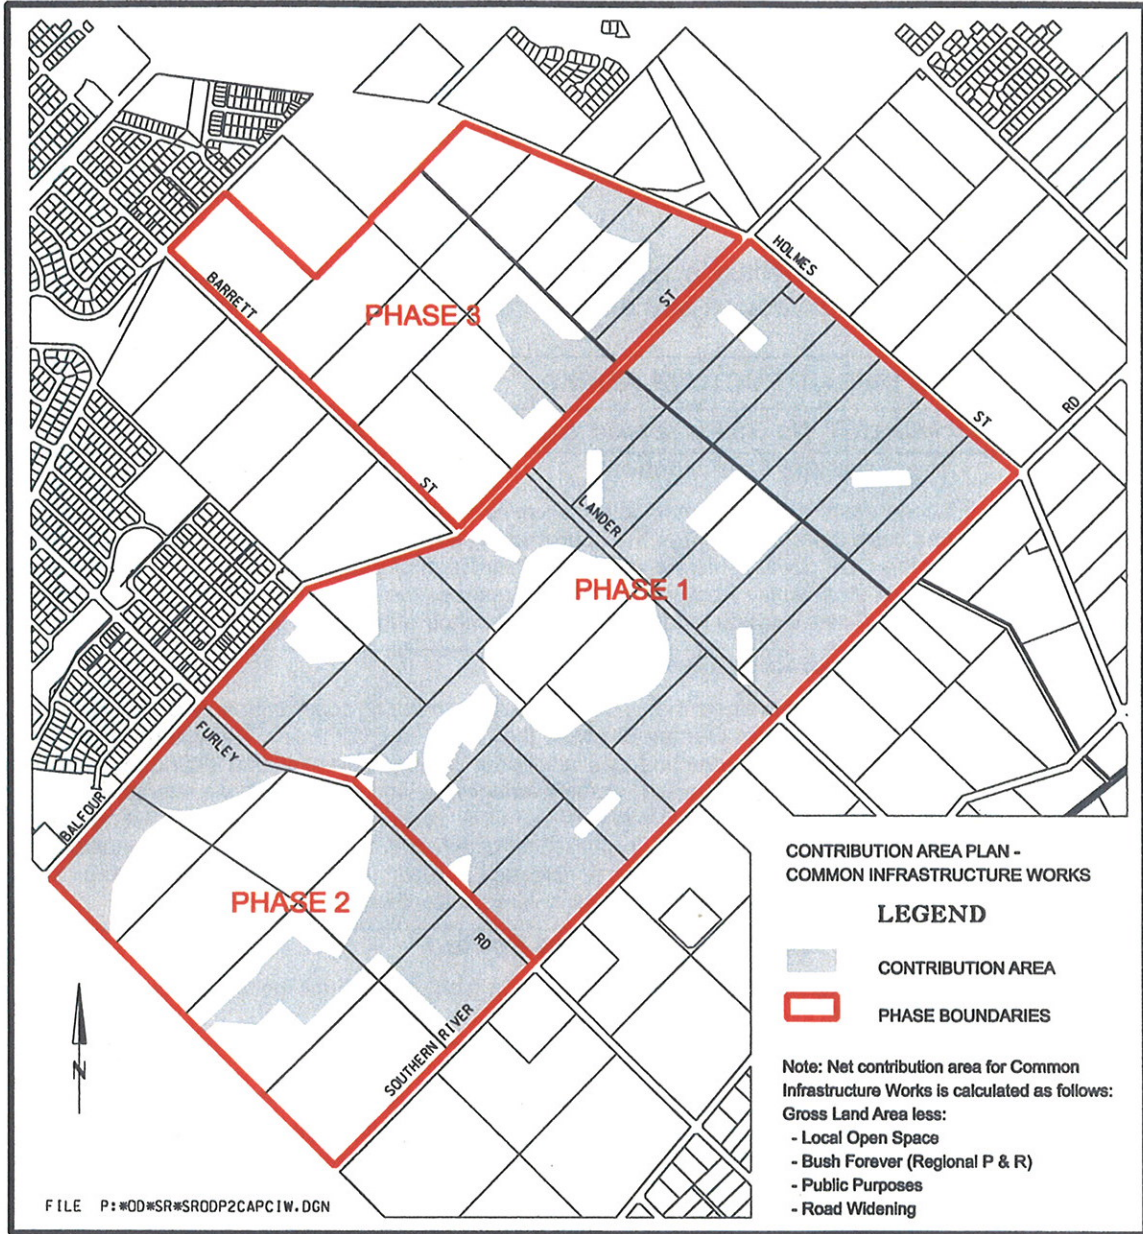 HOLMES
BARRETT
ST
PHASE 3
ST
RD
ST
LANDER
PHASE 1
FURLEY
BALFOUR
CONTRIBUTION AREA PLAN -
COMMON INFRASTRUCTURE WORKS
LEGEND
PHASE 2
RD
CONTRIBUTION AREA
PHASE BOUNDARIES
SOUTHERN RIVER
N
Note: Net contribution area for Common
Infrastructure Works is calculated as follows:
Gross Land Area less:
- Local Open Space
- Bush Forever (Regional P & R)
- Public Purposes
- Road Widening
FILE P:*OD*SR*SRODP2CAPCIW.DGN